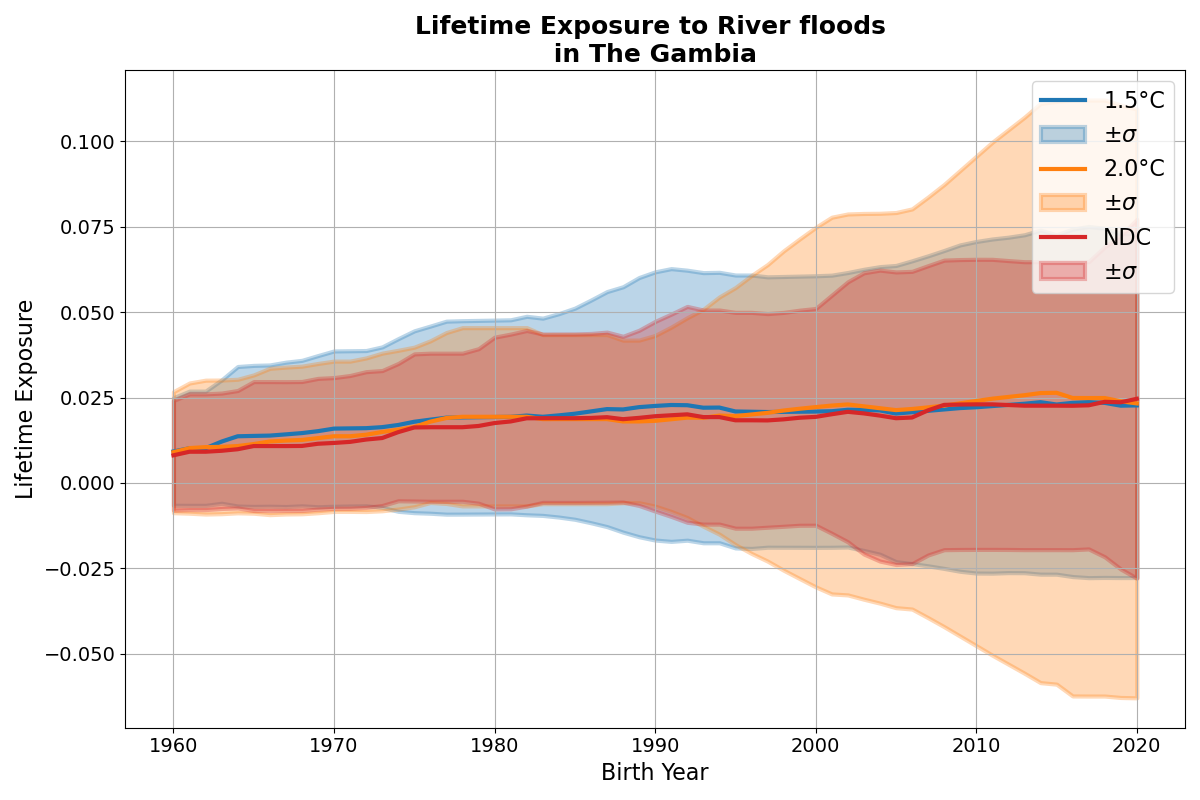 Lifetime Exposure to River floods
in The Gambia
1.5°C
±σ
2.0°C
±σ
NDC
±σ
0.100
0.075
0.050
0.025
0.000
−0.025
−0.050
Lifetime Exposure
1960 1970 1980 1990 2000 2010 2020
Birth Year